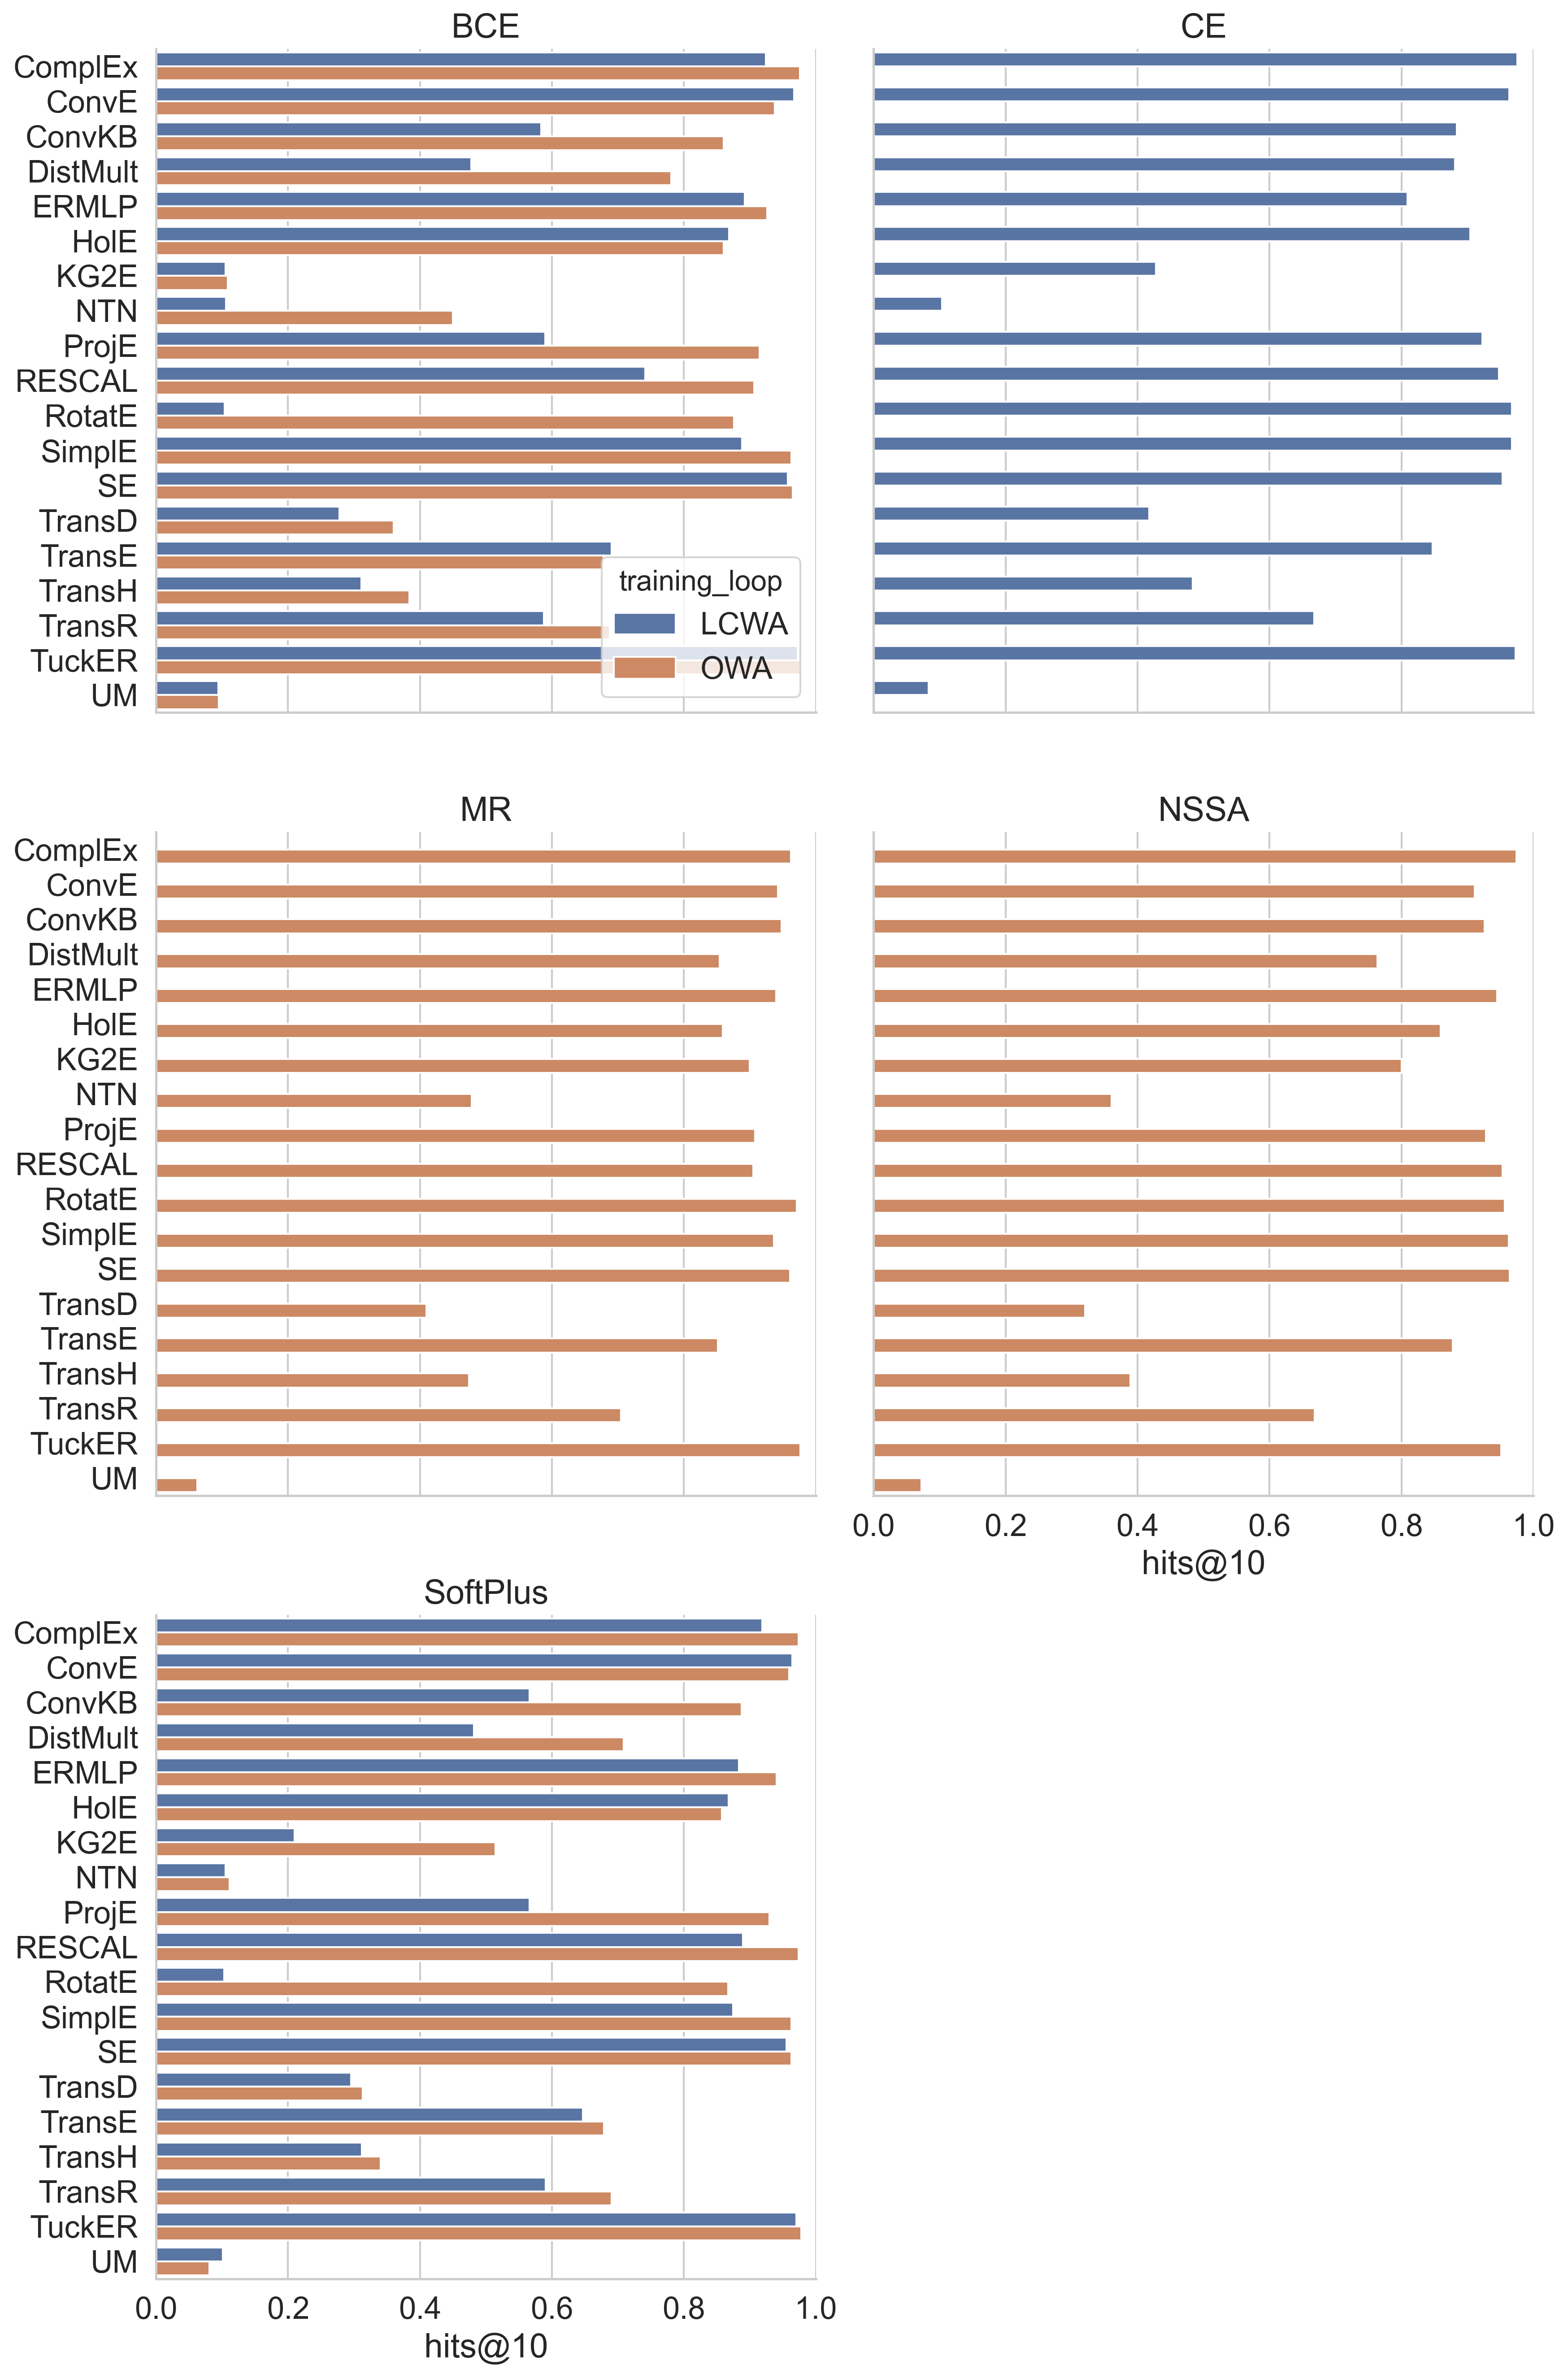 BCE
ComplEx
ConvE
ConvKB
DistMult
ERMLP
HolE
KG2E
NTN
ProjE
RESCAL
RotatE
SimplE
SE
TransD
TransE
TransH
TransR
TuckER
UM
training_loop
LCWA
OWA
CE
MR
ComplEx
ConvE
ConvKB
DistMult
ERMLP
HolE
KG2E
NTN
ProjE
RESCAL
RotatE
SimplE
SE
TransD
TransE
TransH
TransR
TuckER
UM
NSSA
0.0 0.2 0.4 0.6 0.8 1.0
hits@10
SoftPlus
ComplEx
ConvE
ConvKB
DistMult
ERMLP
HolE
KG2E
NTN
ProjE
RESCAL
RotatE
SimplE
SE
TransD
TransE
TransH
TransR
TuckER
UM
0.0 0.2 0.4 0.6 0.8 1.0
hits@10